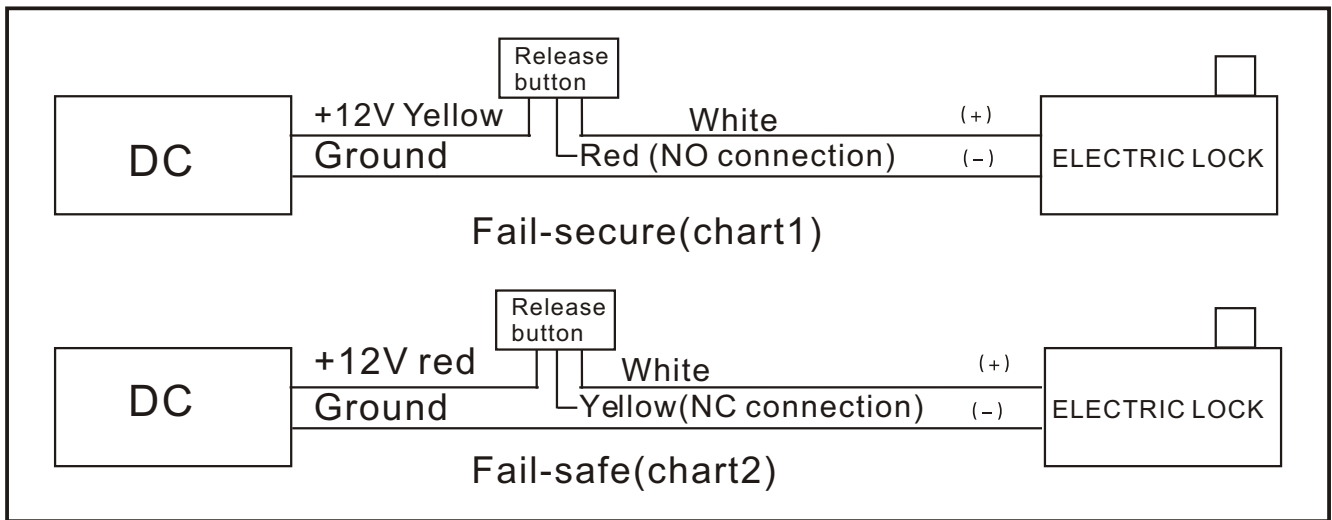 Release
button
+12V Yellow
White
(+)
DC
Ground
Red (NO connection)
(-)
ELECTRIC LOCK
Fail-secure(chart1)
Release
button
+12V red
White
(+)
DC
Ground
Yellow(NC connection)
(-)
ELECTRIC LOCK
Fail-safe(chart2)